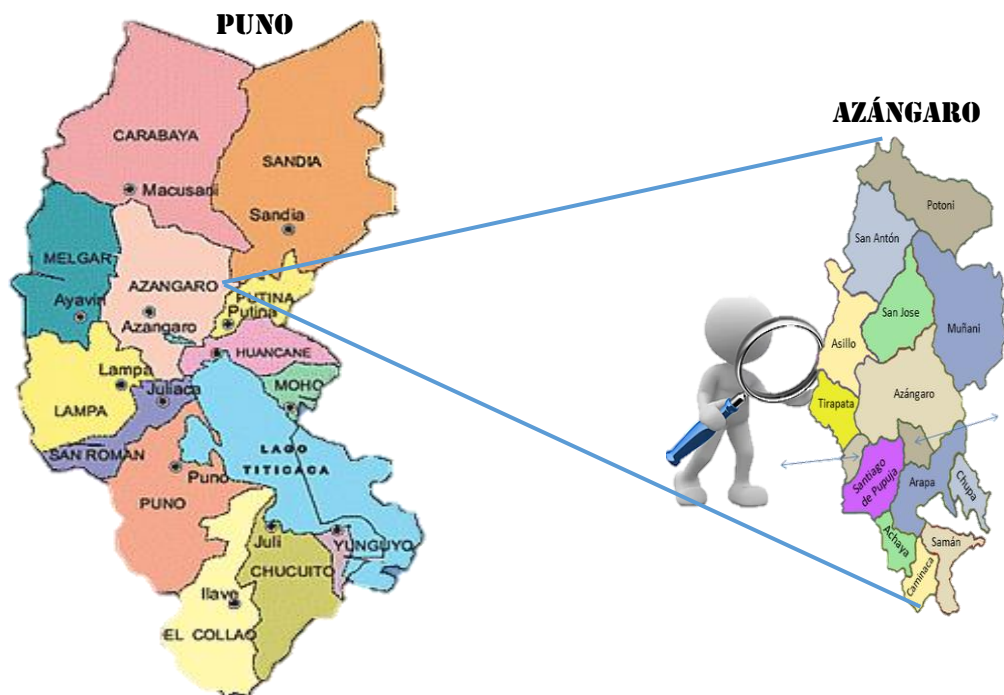 PUNO
CARABAYA
Macusani
SANDIA
Sandia
MELGAR
Ayaviri
AZANGARO
Azangaro
PUTINA
Putina
HUANCANE
Lampa
LAMPA
Juliaca
MOHO
SAN ROMAN
LAGO
TITICACA
Puno
PUNO
Juli
YUNGUYO
CHUCUITO
Ilave
EL COLLAO
AZÁNGARO
Potoni
San Antón
San Jose
Muñani
Asillo
Tirapata
Azángaro
Santiago
de Pupuja
Arapa
Chupa
Achaya
Samán
Caminaca